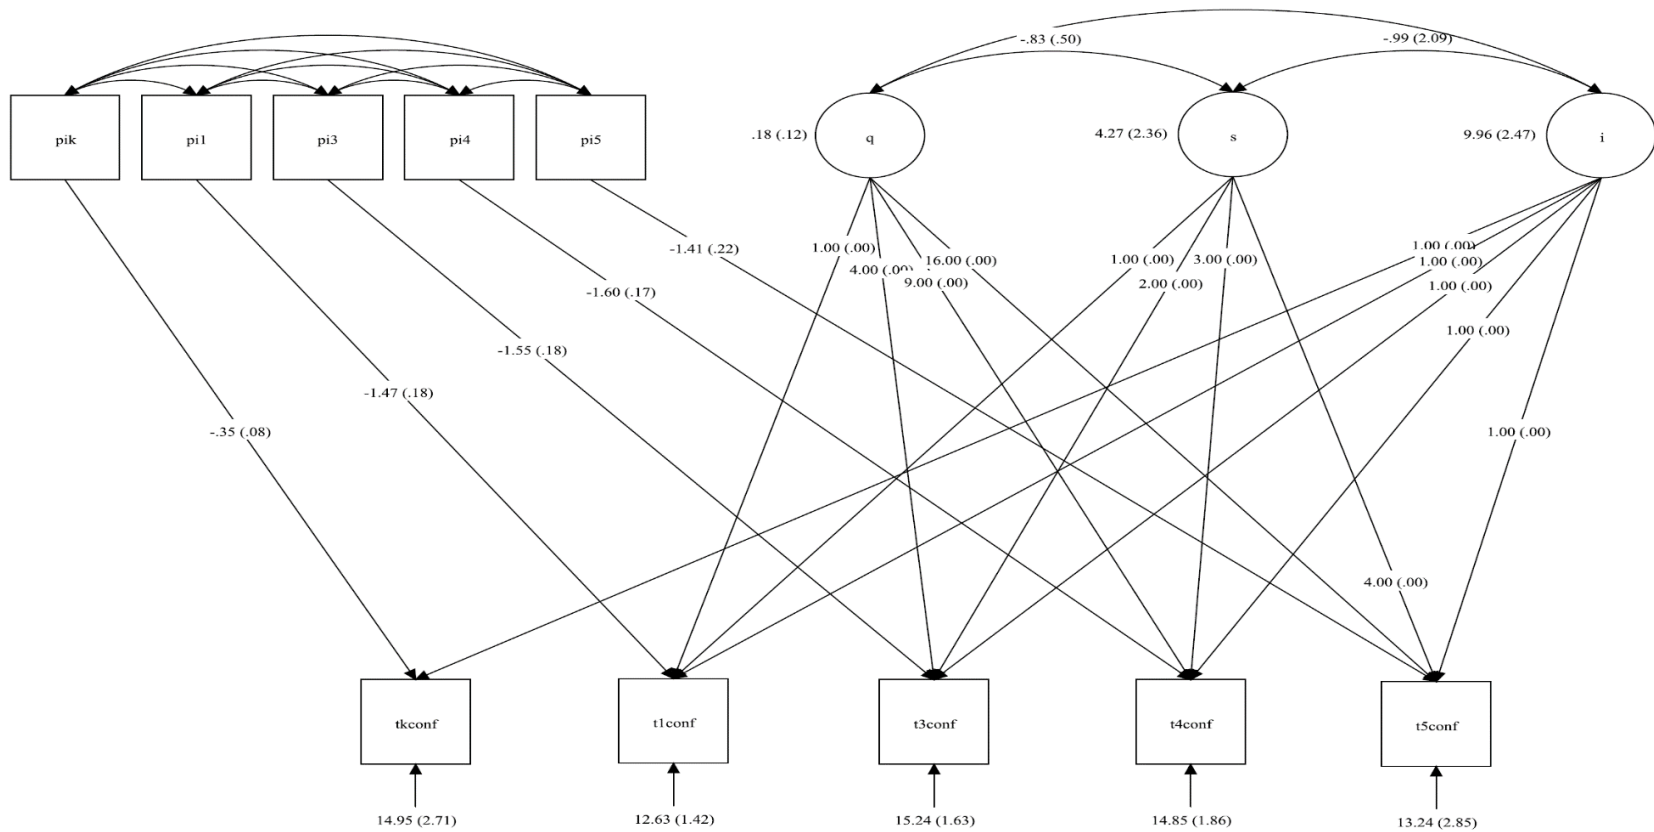 -.83 (.50)
-.99 (2.09)
pik
pi1
pi3
pi4
pi5
.18 (.12)
q
4.27 (2.36)
s
9.96 (2.47)
i
-1.41 (.22)
1.00 (.00)
4.00 (.00)
16.00 (.00)
9.00 (.00)
1.00 (.00)
3.00 (.00)
2.00 (.00)
1.00 (.00)
1.00 (.00)
1.00 (.00)
-1.60 (.17)
1.00 (.00)
-1.55 (.18)
-1.47 (.18)
-.35 (.08)
1.00 (.00)
4.00 (.00)
tkconf
t1conf
t3conf
t4conf
t5conf
14.95 (2.71)
12.63 (1.42)
15.24 (1.63)
14.85 (1.86)
13.24 (2.85)